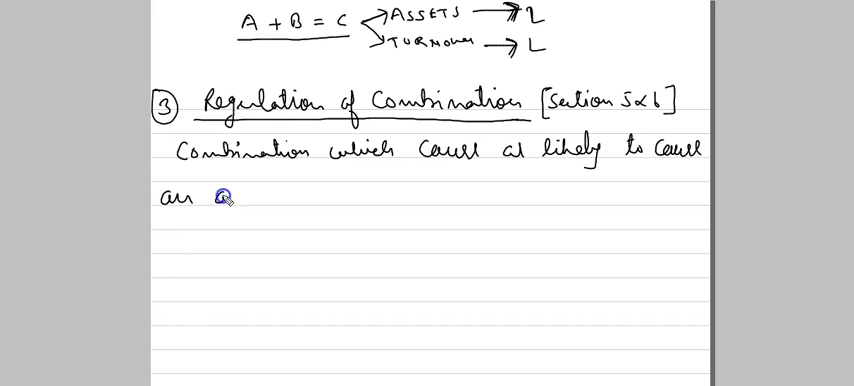 A + B = C → ASSETS → L
→ TURNOVER → L
③ Regulation of Combination [Section 5 & 6]
Combination which cause or likely to cause
an a